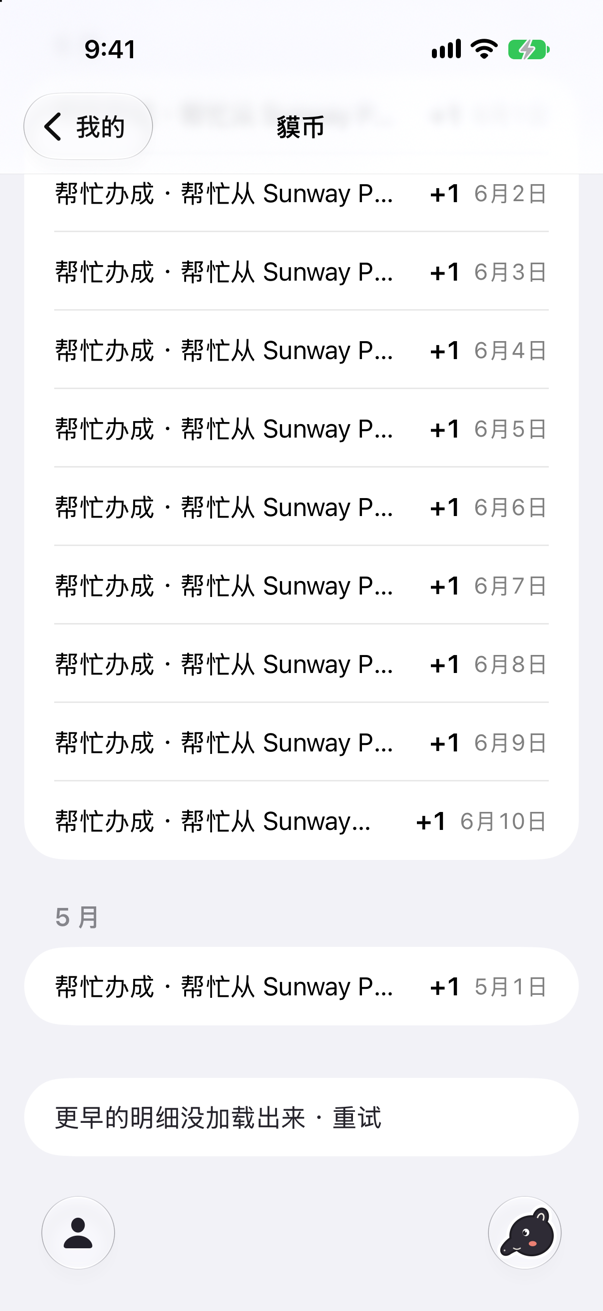 9:41
我的
貘币
帮忙办成 · 帮忙从 Sunway P... +1 6月2日
帮忙办成 · 帮忙从 Sunway P... +1 6月3日
帮忙办成 · 帮忙从 Sunway P... +1 6月4日
帮忙办成 · 帮忙从 Sunway P... +1 6月5日
帮忙办成 · 帮忙从 Sunway P... +1 6月6日
帮忙办成 · 帮忙从 Sunway P... +1 6月7日
帮忙办成 · 帮忙从 Sunway P... +1 6月8日
帮忙办成 · 帮忙从 Sunway P... +1 6月9日
帮忙办成 · 帮忙从 Sunway... +1 6月10日
5 月
帮忙办成 · 帮忙从 Sunway P... +1 5月1日
更早的明细没加载出来 · 重试